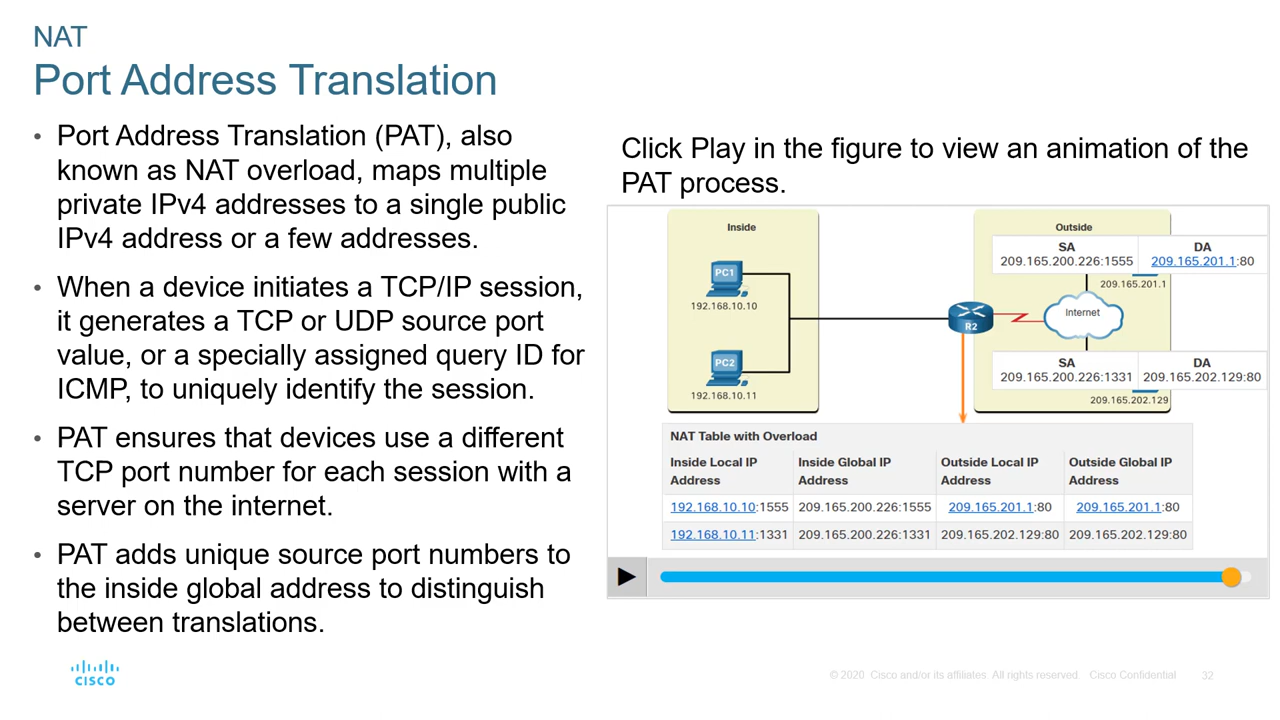 NAT
Port Address Translation
• Port Address Translation (PAT), also
known as NAT overload, maps multiple
private IPv4 addresses to a single public
IPv4 address or a few addresses.
• When a device initiates a TCP/IP session,
it generates a TCP or UDP source port
value, or a specially assigned query ID for
ICMP, to uniquely identify the session.
• PAT ensures that devices use a different
TCP port number for each session with a
server on the internet.
• PAT adds unique source port numbers to
the inside global address to distinguish
between translations.
Click Play in the figure to view an animation of the
PAT process.
Inside
PC1
192.168.10.10
PC2
192.168.10.11
R2
Outside
SA DA
209.165.200.226:1555 209.165.201.1:80
209.165.201.1
Internet
SA DA
209.165.200.226:1331 209.165.202.129:80
209.165.202.129
NAT Table with Overload
Inside Local IP Address Inside Global IP Address Outside Local IP Address Outside Global IP Address
192.168.10.10:1555 209.165.200.226:1555 209.165.201.1:80 209.165.201.1:80
192.168.10.11:1331 209.165.200.226:1331 209.165.202.129:80 209.165.202.129:80
CISCO
© 2020 Cisco and/or its affiliates. All rights reserved. Cisco Confidential 32